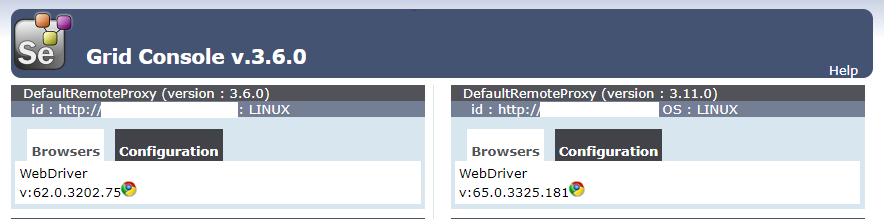 Se
Grid Console v.3.6.0
Help
DefaultRemoteProxy (version : 3.6.0)
id : http:// : LINUX
Browsers Configuration
WebDriver
v:62.0.3202.75
DefaultRemoteProxy (version : 3.11.0)
id : http:// OS : LINUX
Browsers Configuration
WebDriver
v:65.0.3325.181